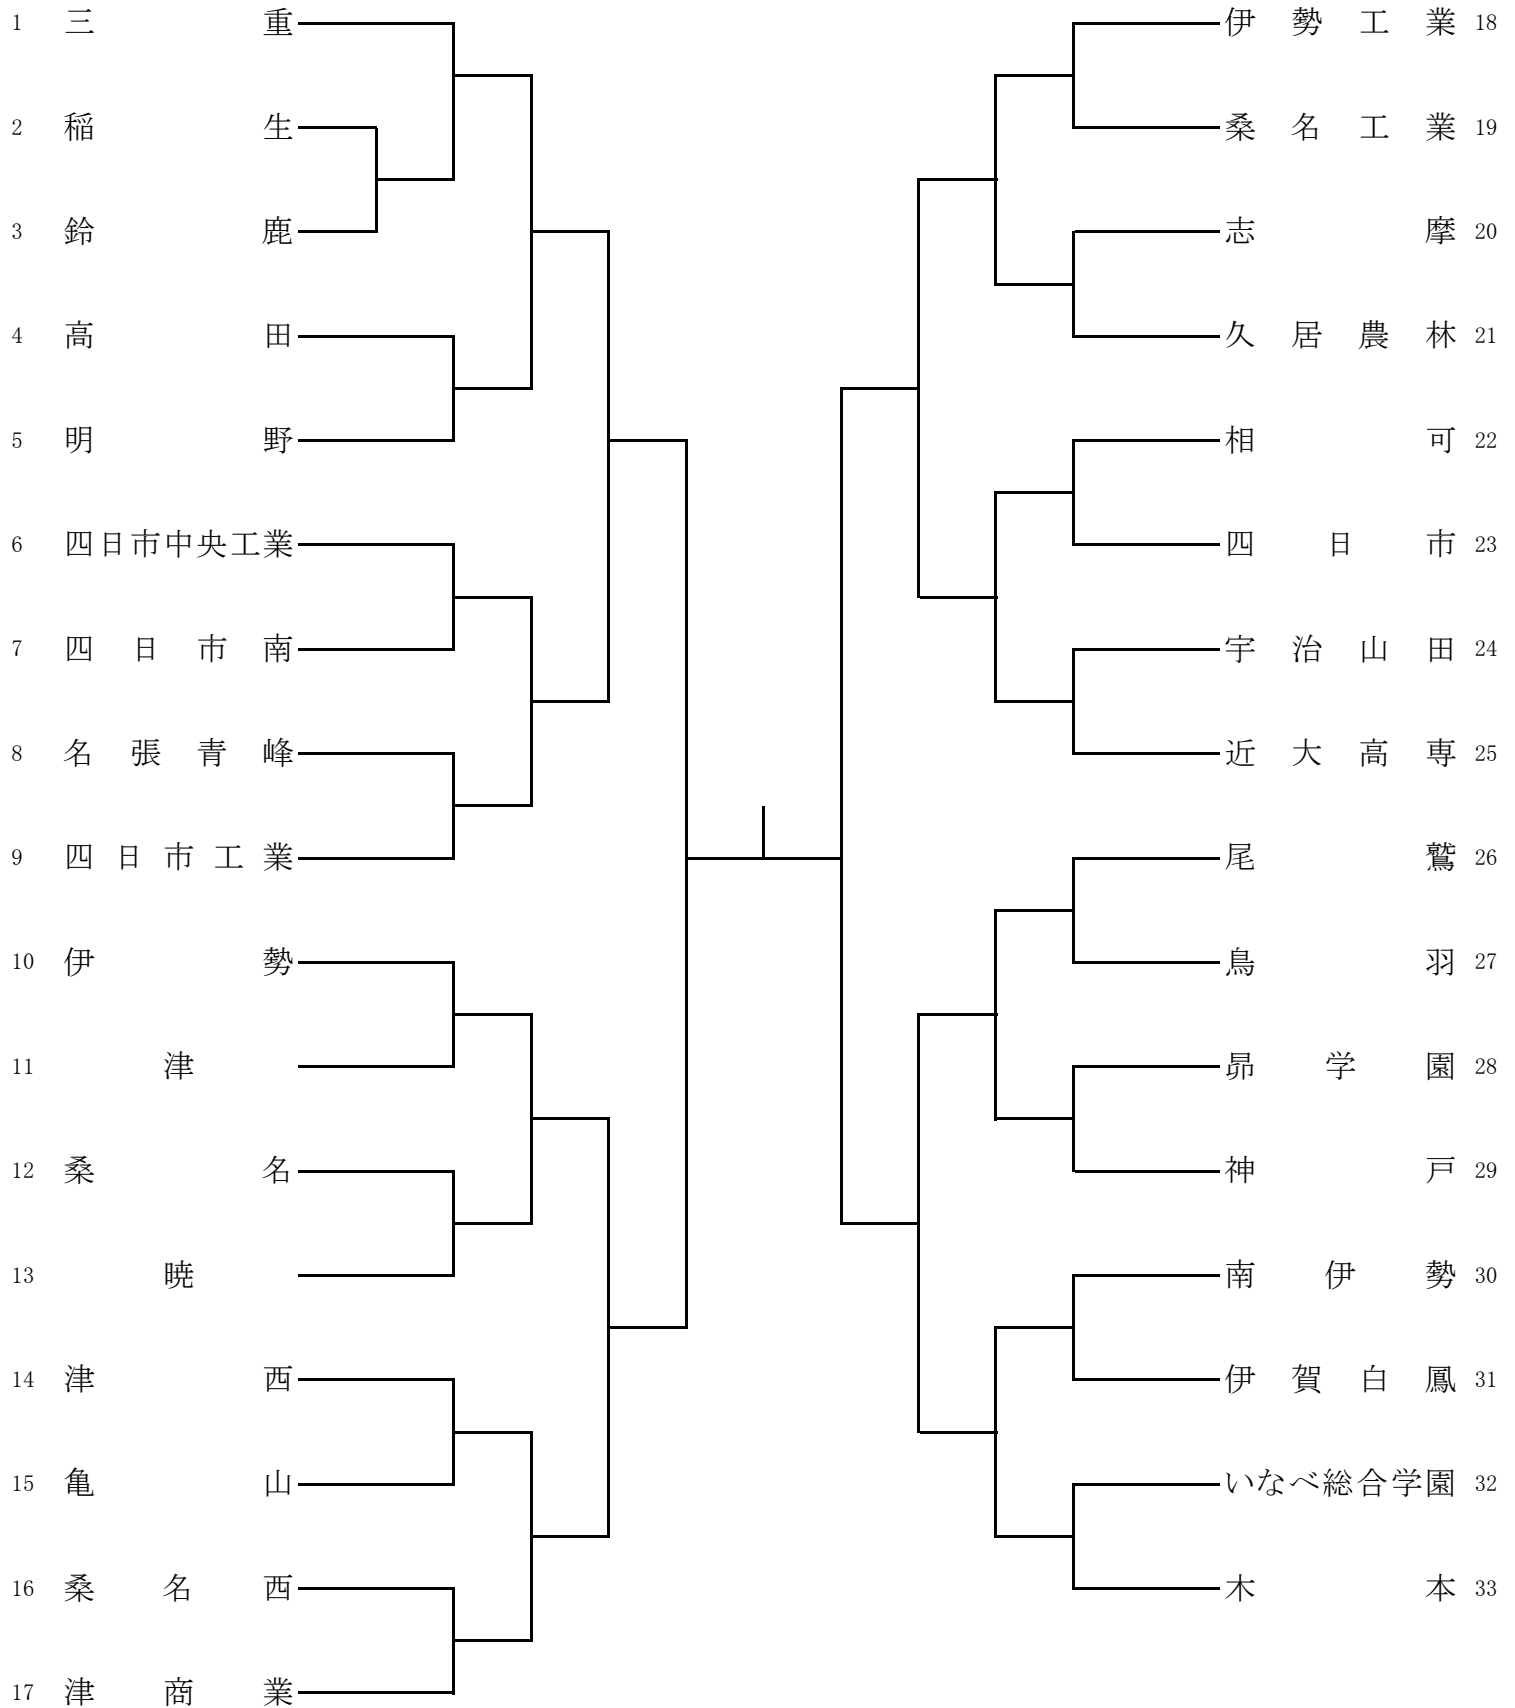 1 三重
2 稲生
3 鈴鹿
4 高田
5 明野
6 四日市中央工業
7 四日市南
8 名張青峰
9 四日市工業
10 伊勢
11 津
12 桑名
13 暁
14 津西
15 亀山
16 桑名西
17 津商業
伊勢工業 18
桑名工業 19
志摩 20
久居農林 21
相可 22
四日市 23
宇治山田 24
近大高専 25
尾鷲 26
鳥羽 27
昴学園 28
神戸 29
南伊勢 30
伊賀白鳳 31
いなべ総合学園 32
木本 33